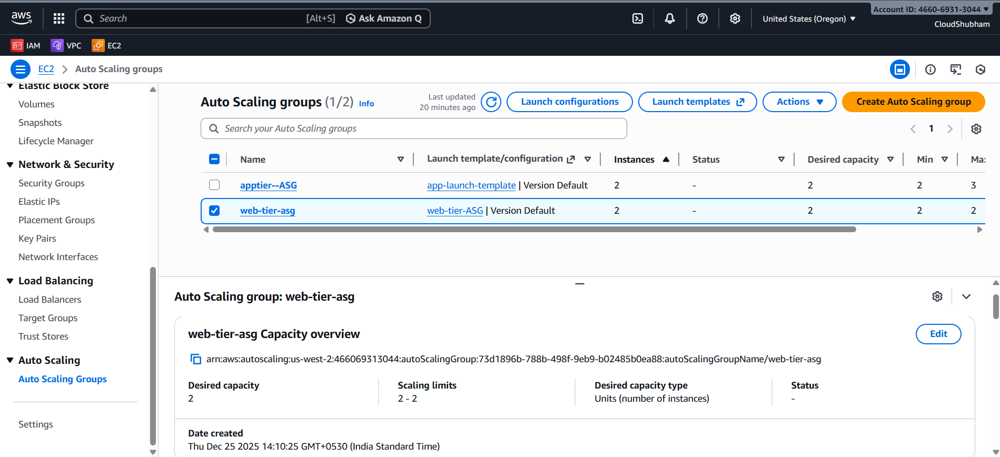 aws
Search [Alt+S] Ask Amazon Q
United States (Oregon)
Account ID: 4660-6931-3044
CloudShubham
IAM VPC EC2
EC2 Auto Scaling groups
Elastic Block Store
Volumes
Snapshots
Lifecycle Manager
Network & Security
Security Groups
Elastic IPs
Placement Groups
Key Pairs
Network Interfaces
Load Balancing
Load Balancers
Target Groups
Trust Stores
Auto Scaling
Auto Scaling Groups
Settings
Auto Scaling groups (1/2) Info
Last updated
20 minutes ago
Launch configurations Launch templates Actions Create Auto Scaling group
Search your Auto Scaling groups
1
Name Launch template/configuration Instances Status Desired capacity Min Max
apptier--ASG app-launch-template | Version Default 2 - 2 2 3
web-tier-asg web-tier-ASG | Version Default 2 - 2 2 2
Auto Scaling group: web-tier-asg
web-tier-asg Capacity overview
Edit
arn:aws:autoscaling:us-west-2:466069313044:autoScalingGroup:73d1896b-788b-498f-9eb9-b02485b0ea88:autoScalingGroupName/web-tier-asg
Desired capacity Scaling limits Desired capacity type Status
2 2 - 2 Units (number of instances) -
Date created
Thu Dec 25 2025 14:10:25 GMT+0530 (India Standard Time)